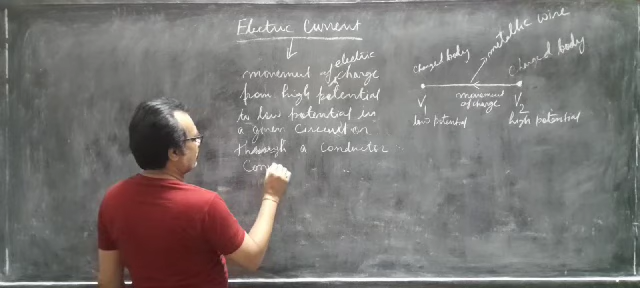 Electric Current
electric
movement of charge
from high potential
to low potential in
a given circuit or
through a conductor
Con
charged body
metallic wire
charged body
movement
of charge
V1
V2
low potential
high potential